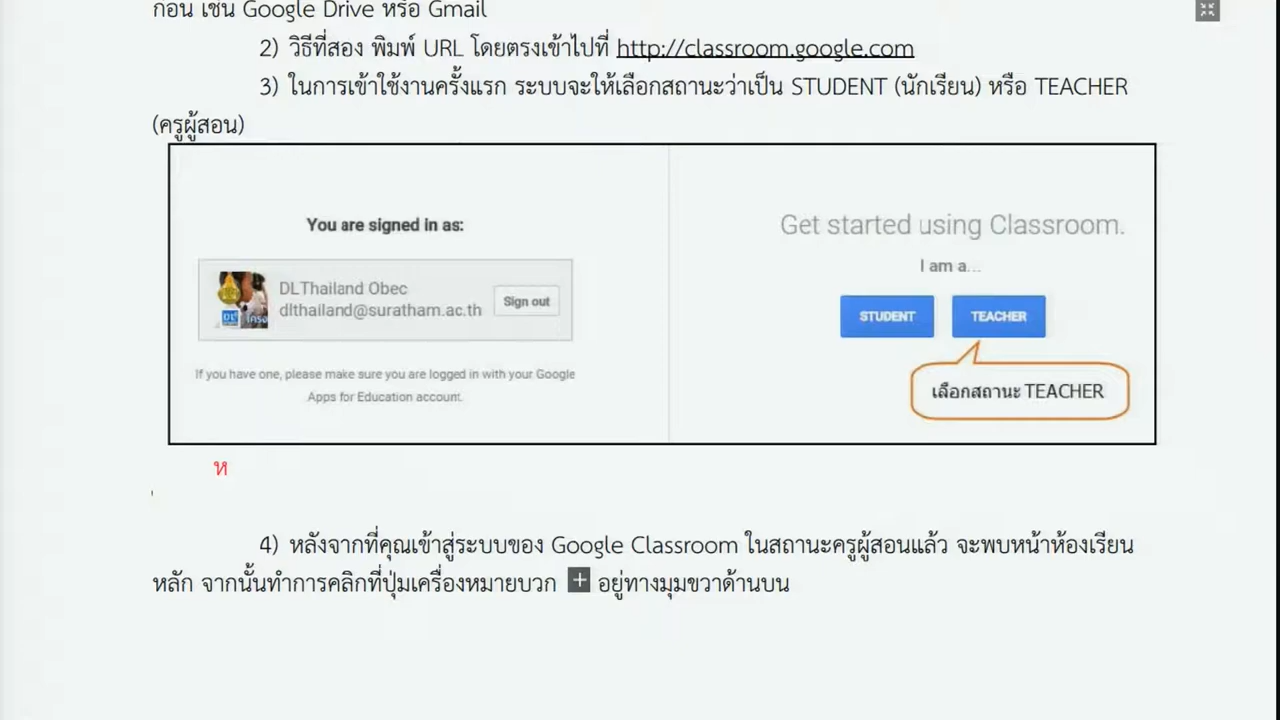 ก่อน เช่น Google Drive หรือ Gmail
2) วิธีที่สอง พิมพ์ URL โดยตรงเข้าไปที่ http://classroom.google.com
3) ในการเข้าใช้งานครั้งแรก ระบบจะให้เลือกสถานะว่าเป็น STUDENT (นักเรียน) หรือ TEACHER
(ครูผู้สอน)
You are signed in as:
DLThailand Obec
dlthailand@suratham.ac.th
Sign out
If you have one, please make sure you are logged in with your Google
Apps for Education account.
Get started using Classroom.
I am a...
STUDENT TEACHER
เลือกสถานะ TEACHER
ห
4) หลังจากที่คุณเข้าสู่ระบบของ Google Classroom ในสถานะครูผู้สอนแล้ว จะพบหน้าห้องเรียน
หลัก จากนั้นทำการคลิกที่ปุ่มเครื่องหมายบวก + อยู่ทางมุมขวาด้านบน